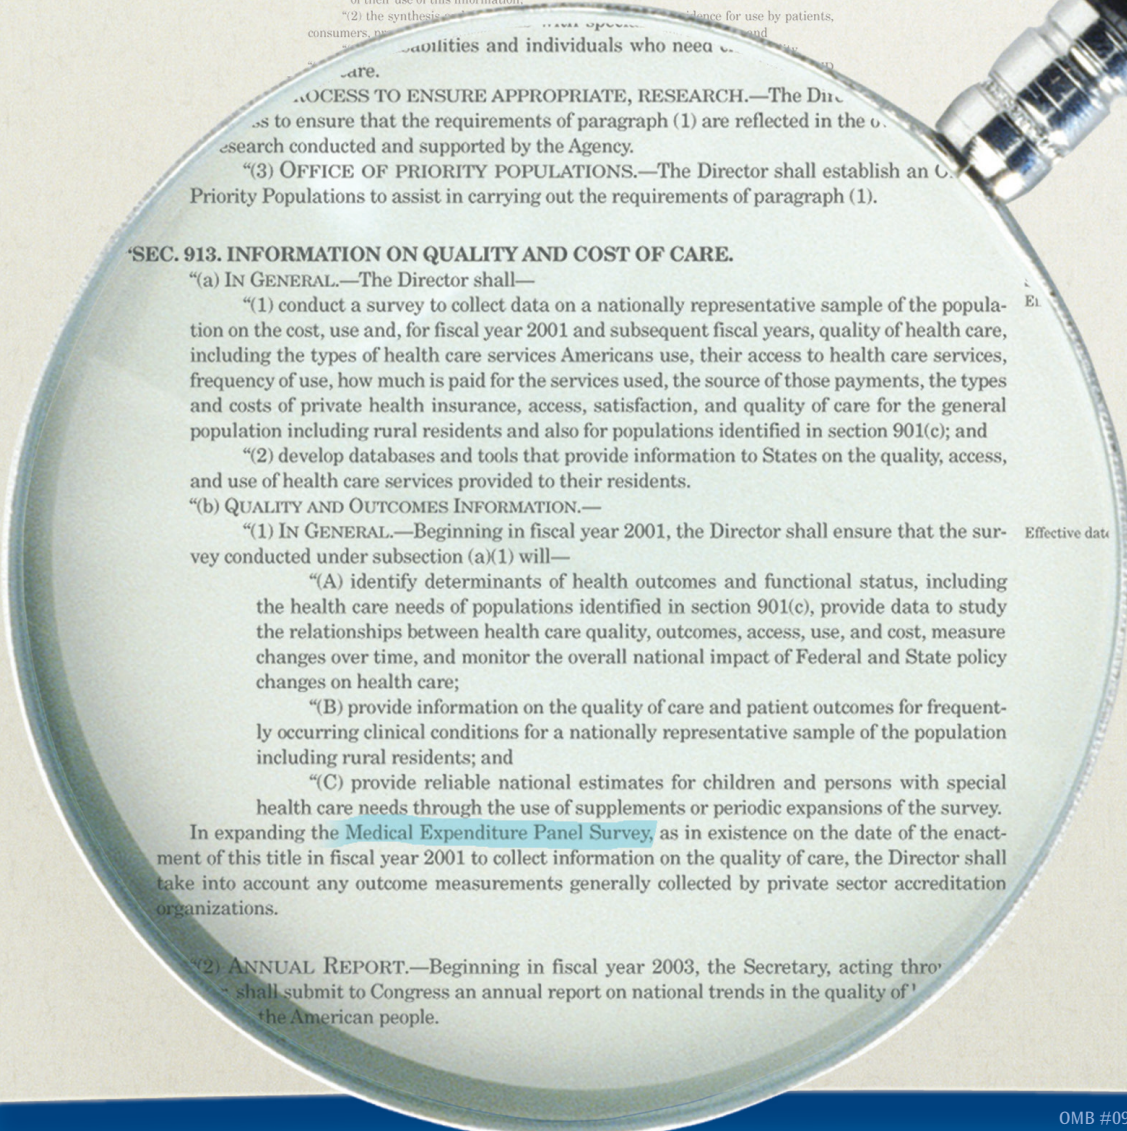 of their use of this information.
“(2) the synthesis dence for use by patients,
consumers, and
abilities and individuals who need
are.
OCESS TO ENSURE APPROPRIATE, RESEARCH.—The
ss to ensure that the requirements of paragraph (1) are reflected in the
esearch conducted and supported by the Agency.
“(3) OFFICE OF PRIORITY POPULATIONS.—The Director shall establish an
Priority Populations to assist in carrying out the requirements of paragraph (1).
‘SEC. 913. INFORMATION ON QUALITY AND COST OF CARE.
“(a) IN GENERAL.—The Director shall—
“(1) conduct a survey to collect data on a nationally representative sample of the popula-
tion on the cost, use and, for fiscal year 2001 and subsequent fiscal years, quality of health care,
including the types of health care services Americans use, their access to health care services,
frequency of use, how much is paid for the services used, the source of those payments, the types
and costs of private health insurance, access, satisfaction, and quality of care for the general
population including rural residents and also for populations identified in section 901(c); and
“(2) develop databases and tools that provide information to States on the quality, access,
and use of health care services provided to their residents.
“(b) QUALITY AND OUTCOMES INFORMATION.—
“(1) IN GENERAL.—Beginning in fiscal year 2001, the Director shall ensure that the sur-
vey conducted under subsection (a)(1) will—
Effective date
“(A) identify determinants of health outcomes and functional status, including
the health care needs of populations identified in section 901(c), provide data to study
the relationships between health care quality, outcomes, access, use, and cost, measure
changes over time, and monitor the overall national impact of Federal and State policy
changes on health care;
“(B) provide information on the quality of care and patient outcomes for frequent-
ly occurring clinical conditions for a nationally representative sample of the population
including rural residents; and
“(C) provide reliable national estimates for children and persons with special
health care needs through the use of supplements or periodic expansions of the survey.
In expanding the Medical Expenditure Panel Survey, as in existence on the date of the enact-
ment of this title in fiscal year 2001 to collect information on the quality of care, the Director shall
take into account any outcome measurements generally collected by private sector accreditation
organizations.
“(2) ANNUAL REPORT.—Beginning in fiscal year 2003, the Secretary, acting thro
shall submit to Congress an annual report on national trends in the quality of
the American people.
OMB #09